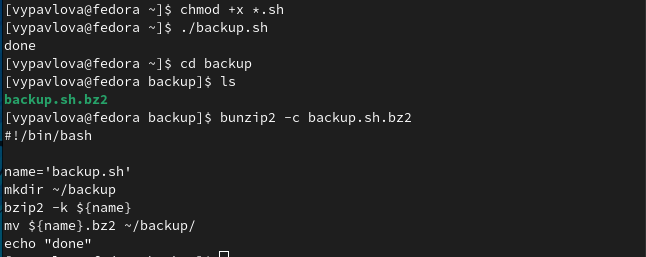 [vypavlova@fedora ~]$ chmod +x *.sh
[vypavlova@fedora ~]$ ./backup.sh
done
[vypavlova@fedora ~]$ cd backup
[vypavlova@fedora backup]$ ls
backup.sh.bz2
[vypavlova@fedora backup]$ bunzip2 -c backup.sh.bz2
#!/bin/bash

name='backup.sh'
mkdir ~/backup
bzip2 -k ${name}
mv ${name}.bz2 ~/backup/
echo "done"